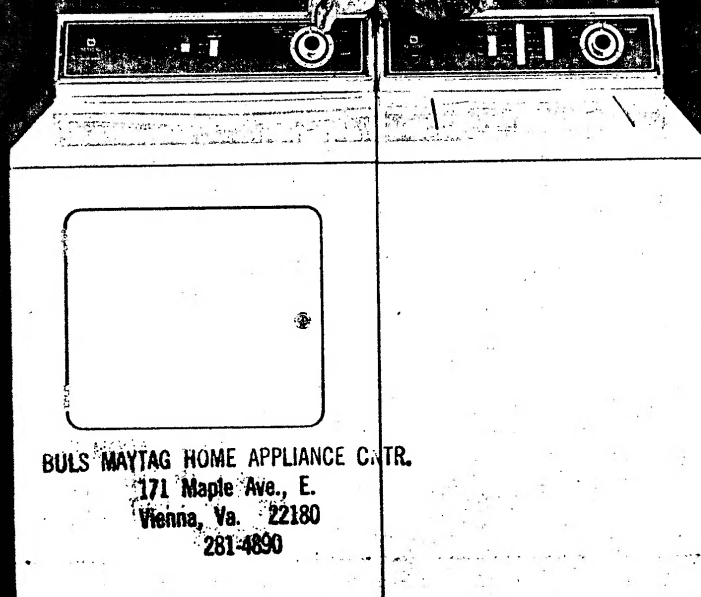 BULS MAYTAG HOME APPLIANCE CNTR.
171 Maple Ave., E.
Vienna, Va. 22180
281-4890